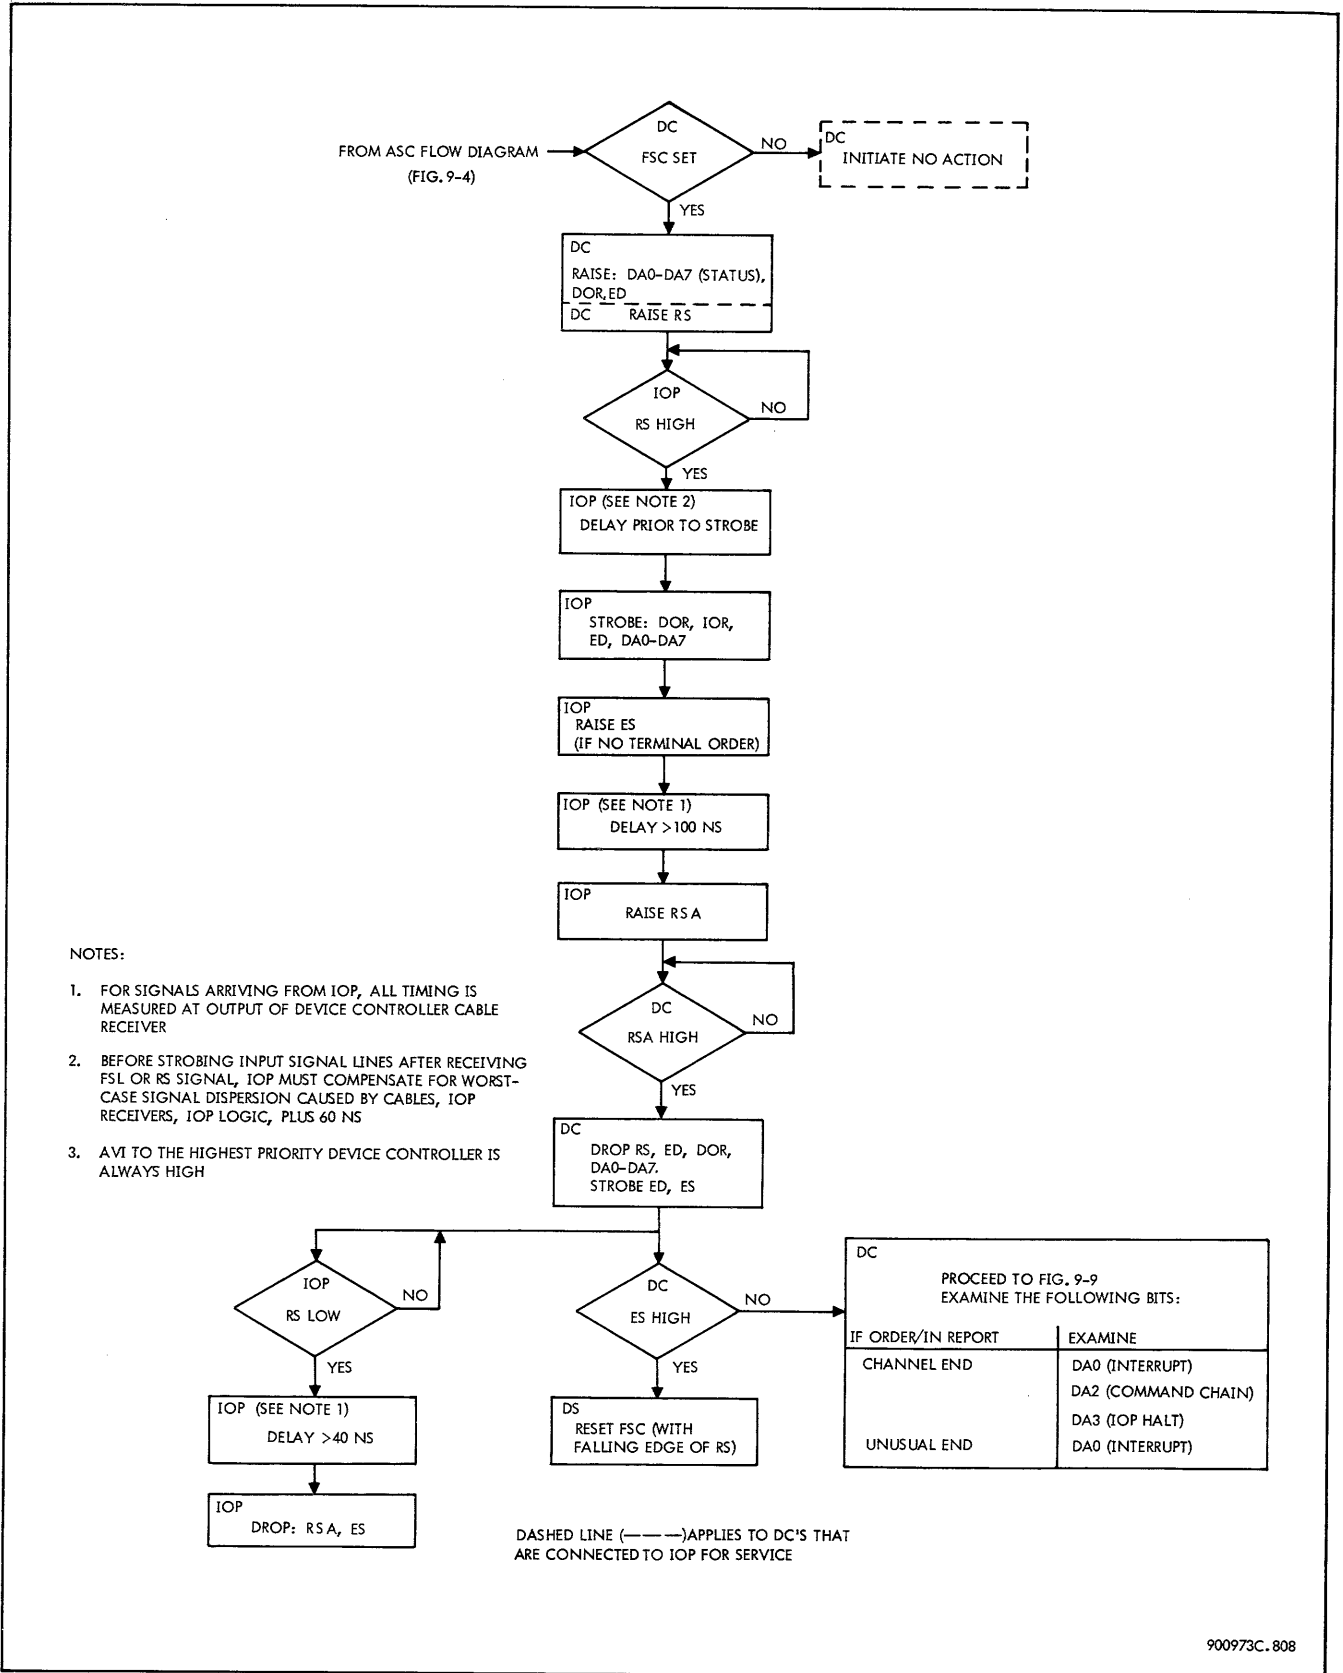 FROM ASC FLOW DIAGRAM
(FIG. 9-4)
DC
FSC SET
NO
DC
INITIATE NO ACTION
YES
DC
RAISE: DA0-DA7 (STATUS),
DOR, ED
DC RAISE RS
IOP
RS HIGH
NO
YES
IOP (SEE NOTE 2)
DELAY PRIOR TO STROBE
IOP
STROBE: DOR, IOR,
ED, DA0-DA7
IOP
RAISE ES
(IF NO TERMINAL ORDER)
IOP (SEE NOTE 1)
DELAY >100 NS
IOP
RAISE RSA
DC
RSA HIGH
NO
YES
NOTES:
1. FOR SIGNALS ARRIVING FROM IOP, ALL TIMING IS
MEASURED AT OUTPUT OF DEVICE CONTROLLER CABLE
RECEIVER
2. BEFORE STROBING INPUT SIGNAL LINES AFTER RECEIVING
FSL OR RS SIGNAL, IOP MUST COMPENSATE FOR WORST-
CASE SIGNAL DISPERSION CAUSED BY CABLES, IOP
RECEIVERS, IOP LOGIC, PLUS 60 NS
3. AVI TO THE HIGHEST PRIORITY DEVICE CONTROLLER IS
ALWAYS HIGH
DC
DROP RS, ED, DOR,
DA0-DA7.
STROBE ED, ES
IOP
RS LOW
NO
YES
IOP (SEE NOTE 1)
DELAY >40 NS
IOP
DROP: RSA, ES
DC
ES HIGH
NO
YES
DS
RESET FSC (WITH
FALLING EDGE OF RS)
DC
PROCEED TO FIG. 9-9
EXAMINE THE FOLLOWING BITS:
IF ORDER/IN REPORT EXAMINE
CHANNEL END DA0 (INTERRUPT)
DA2 (COMMAND CHAIN)
DA3 (IOP HALT)
UNUSUAL END DA0 (INTERRUPT)
DASHED LINE (— — —) APPLIES TO DC'S THAT
ARE CONNECTED TO IOP FOR SERVICE
900973C.808